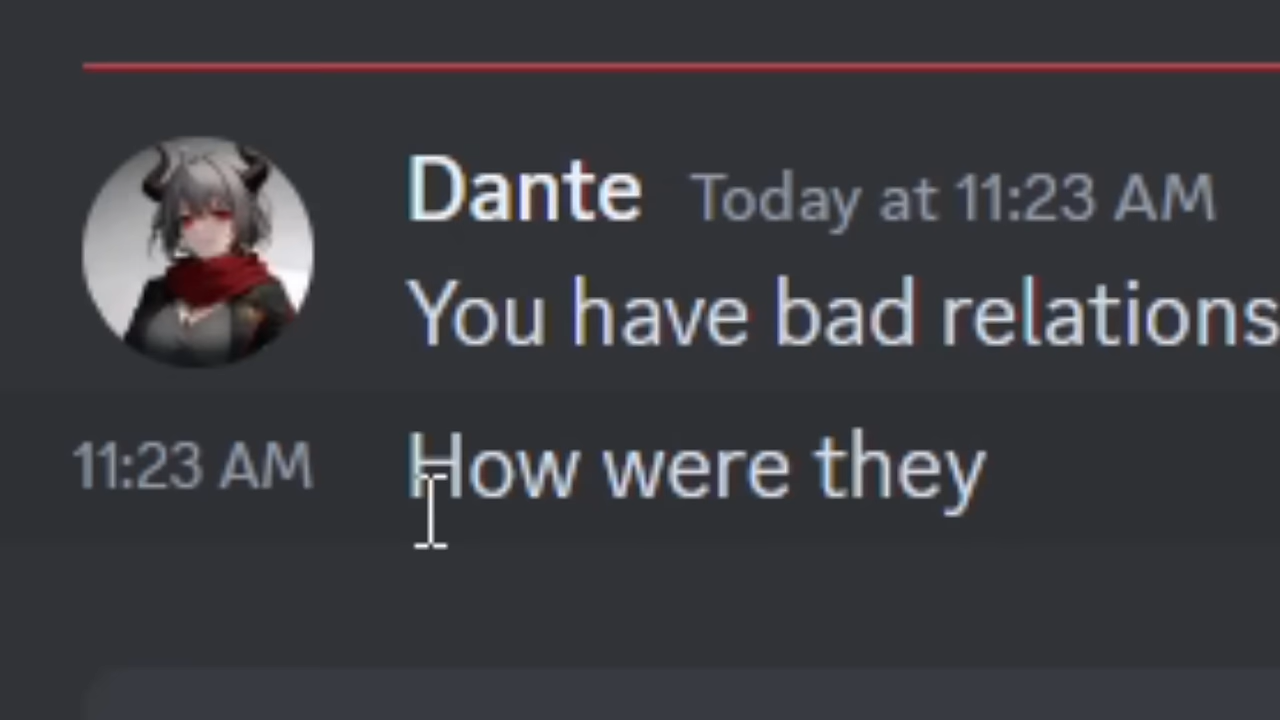 Dante Today at 11:23 AM
You have bad relations
11:23 AM How were they